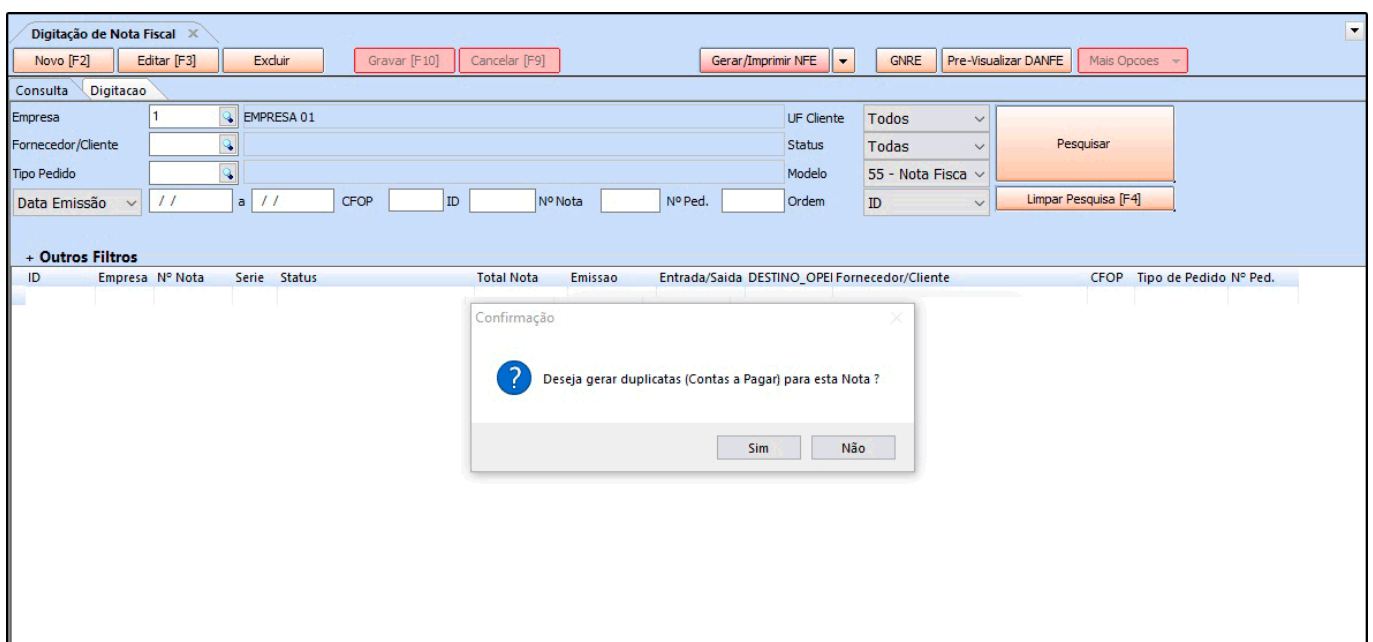 Digitação de Nota Fiscal
Novo [F2] Editar [F3] Excluir Gravar [F10] Cancelar [F9] Gerar/Imprimir NFE GNRE Pre-Visualizar DANFE Mais Opcoes
Consulta Digitacao
Empresa 1 EMPRESA 01 UF Cliente Todos Pesquisar
Fornecedor/Cliente Status Todas
Tipo Pedido Modelo 55 - Nota Fisca
Data Emissão / / a / / CFOP ID Nº Nota Nº Ped. Ordem ID Limpar Pesquisa [F4]
+ Outros Filtros
ID Empresa Nº Nota Serie Status Total Nota Emissao Entrada/Saida DESTINO_OPEI Fornecedor/Cliente CFOP Tipo de Pedido Nº Ped.
Confirmação
? Deseja gerar duplicatas (Contas a Pagar) para esta Nota ?
Sim Não